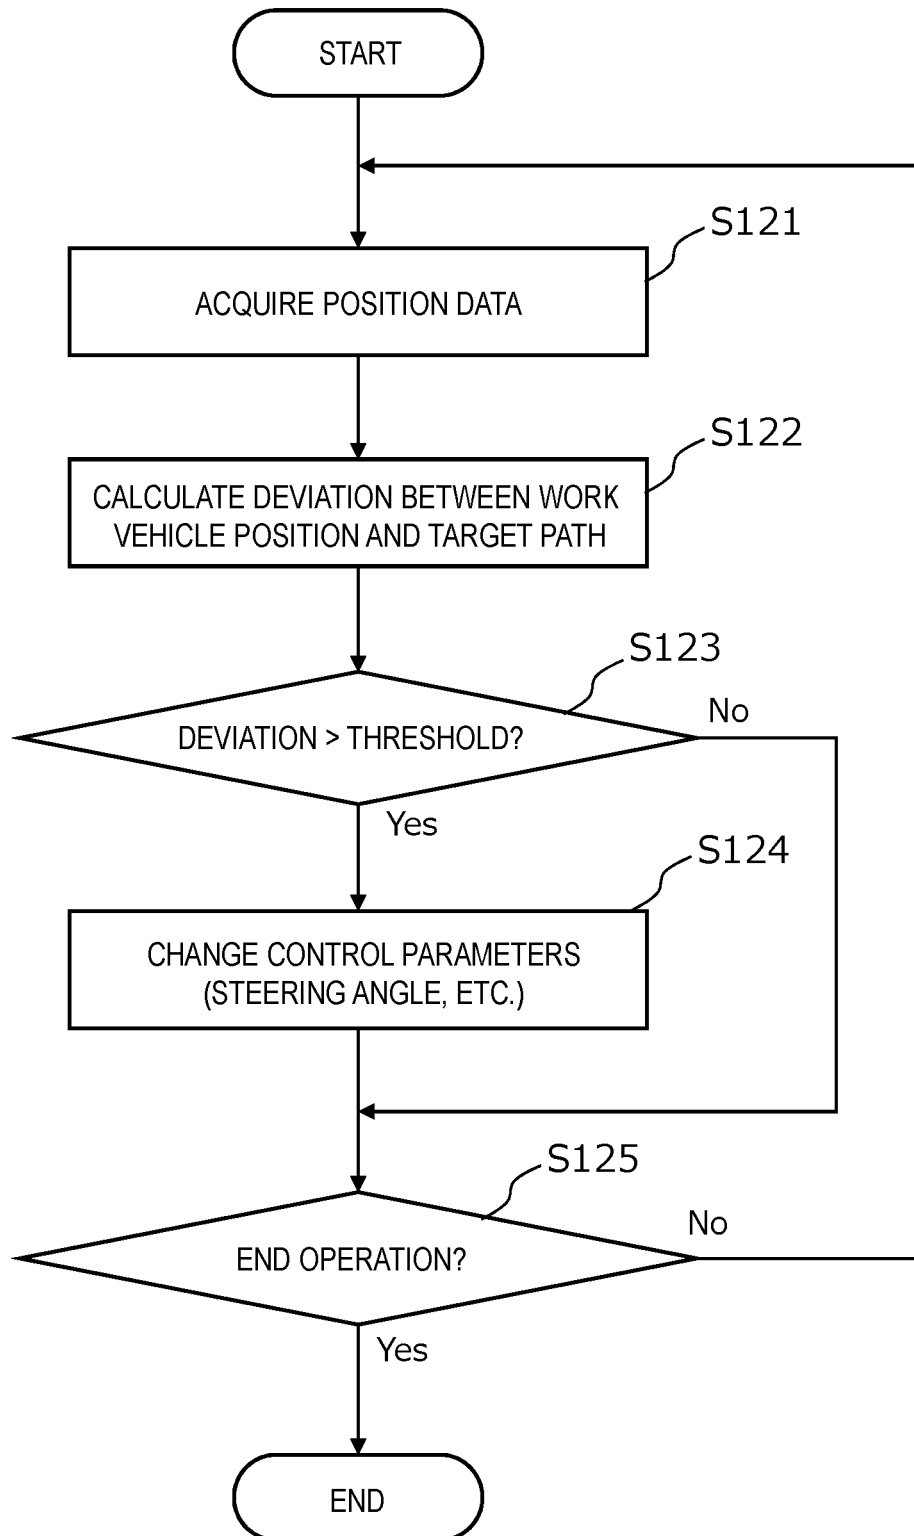 START
S121
ACQUIRE POSITION DATA
S122
CALCULATE DEVIATION BETWEEN WORK
VEHICLE POSITION AND TARGET PATH
S123
DEVIATION > THRESHOLD?
No
Yes
S124
CHANGE CONTROL PARAMETERS
(STEERING ANGLE, ETC.)
S125
END OPERATION?
No
Yes
END